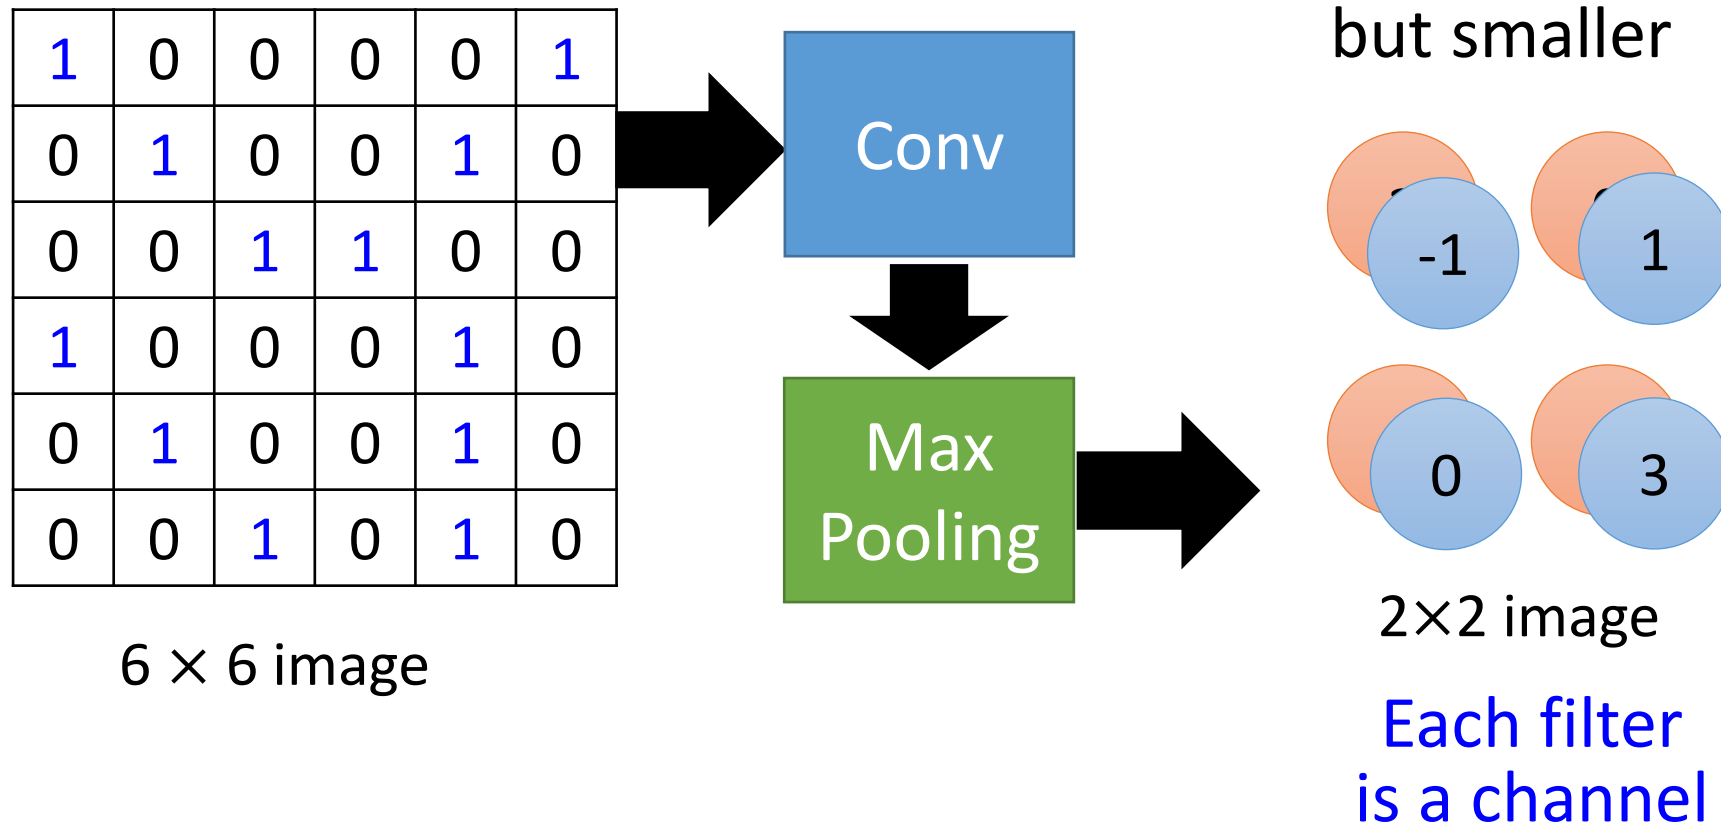 1 0 0 0 0 1
0 1 0 0 1 0
0 0 1 1 0 0
1 0 0 0 1 0
0 1 0 0 1 0
0 0 1 0 1 0
6 × 6 image
Conv
Max
Pooling
but smaller
-1 1
0 3
2×2 image
Each filter
is a channel